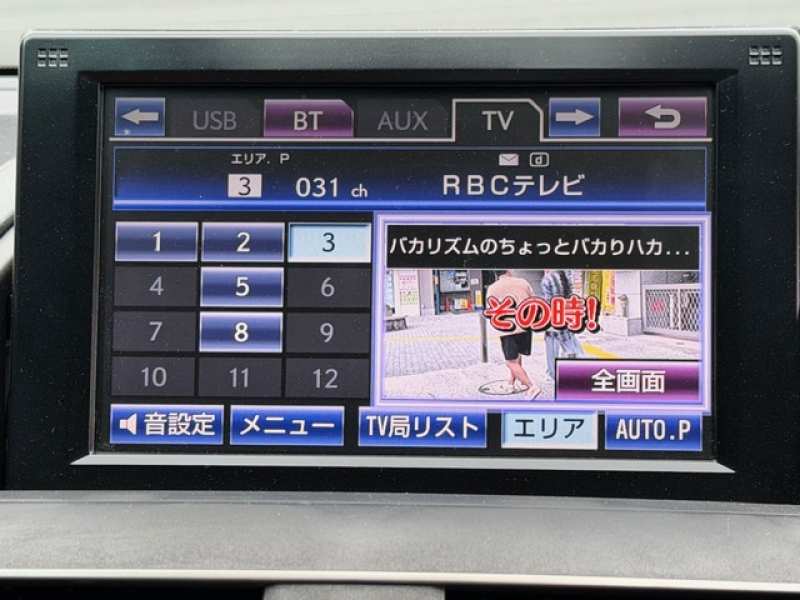 USB BT AUX TV
エリア. P
3 031 ch RBCテレビ
1 2 3
4 5 6
7 8 9
10 11 12
バカリズムのちょっとバカりハカ...
その時!
全画面
音設定 メニュー TV局リスト エリア AUTO.P